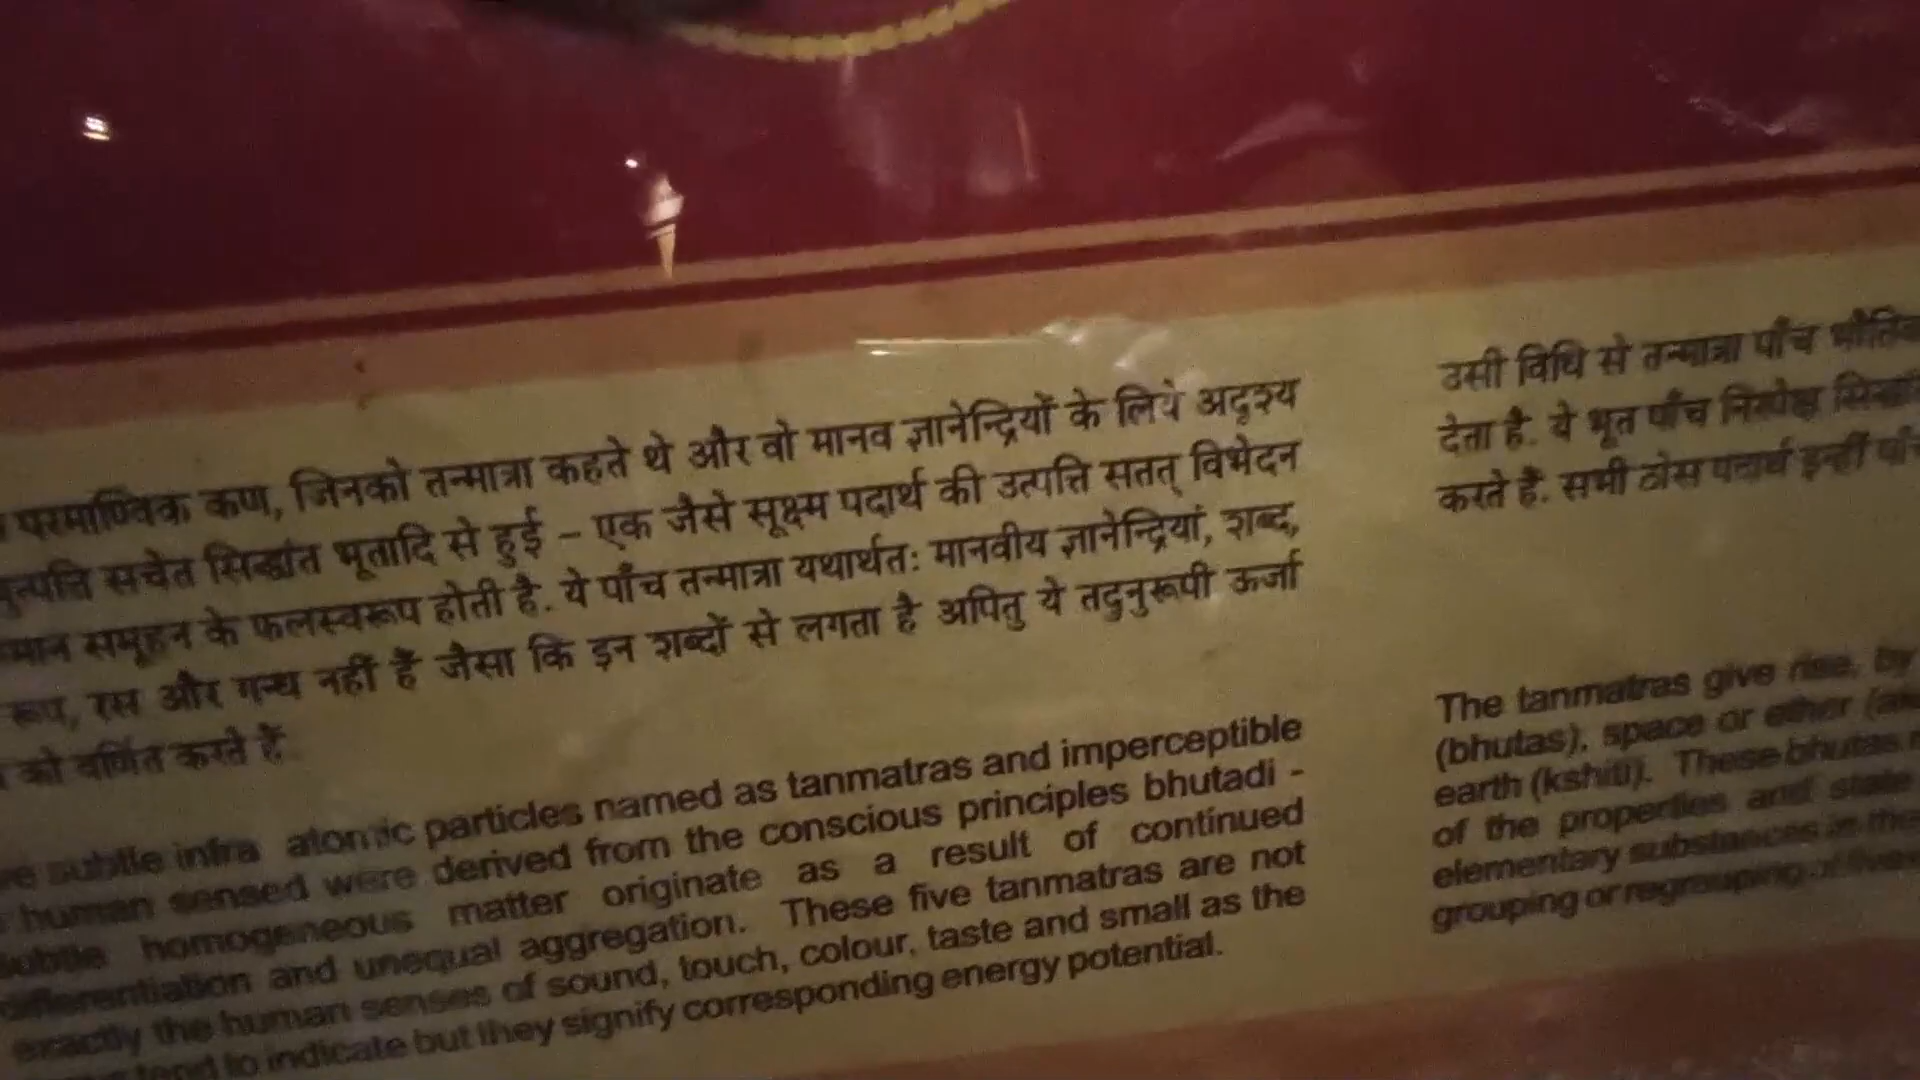 परमाण्विक कण, जिनको तन्मात्रा कहते थे और वो मानव ज्ञानेन्द्रियों के लिये अदृश्य
सचेत सिद्धांत भूतादि से हुई – एक जैसे सूक्ष्म पदार्थ की उत्पत्ति सतत् विभेदन
समूहन के फलस्वरूप होती है. ये पाँच तन्मात्रा यथार्थतः मानवीय ज्ञानेन्द्रियां, शब्द,
रूप, रस और गन्ध नहीं हैं जैसा कि इन शब्दों से लगता है अपितु ये तदुनुरूपी ऊर्जा
को वर्णित करते हैं
subtle infra atomic particles named as tanmatras and imperceptible
human sensed were derived from the conscious principles bhutadi -
subtle homogeneous matter originate as a result of continued
differentiation and unequal aggregation. These five tanmatras are not
exactly the human senses of sound, touch, colour, taste and small as the
tend to indicate but they signify corresponding energy potential.
उसी विधि से तन्मात्रा पाँच
देता है. ये भूत पाँच
करते हैं. सभी ठोस पदार्थ इन्हीं
The tanmatras give rise, by
(bhutas), space or ether
earth (kshiti). These bhutas
of the properties and state
elementary substances in the
grouping or regrouping